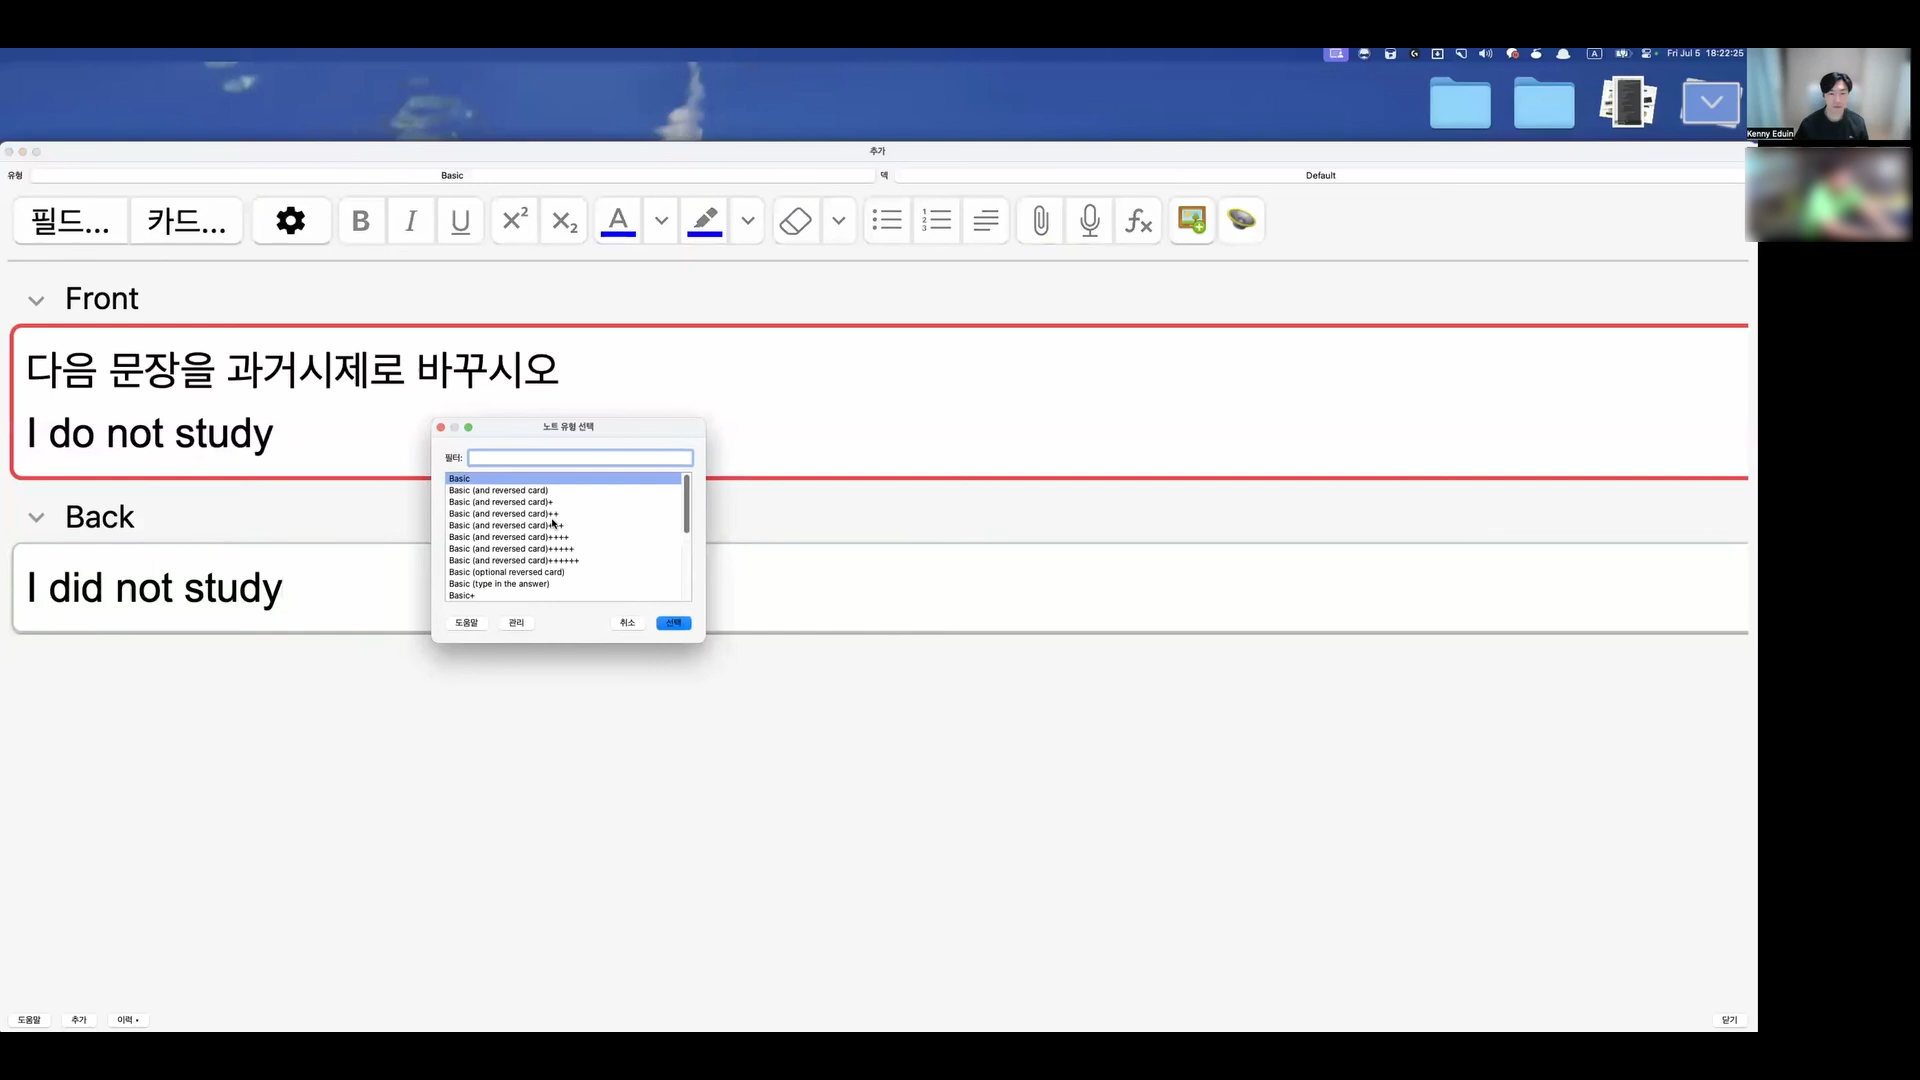 Fri Jul 5 18:22:25
Kenny Eduin
추가
유형
Basic
덱
Default
필드...
카드...
Front
다음 문장을 과거시제로 바꾸시오
I do not study
Back
I did not study
노트 유형 선택
필터:
Basic
Basic (and reversed card)
Basic (and reversed card)+
Basic (and reversed card)++
Basic (and reversed card)+++
Basic (and reversed card)++++
Basic (and reversed card)+++++
Basic (and reversed card)++++++
Basic (optional reversed card)
Basic (type in the answer)
Basic+
도움말
관리
취소
선택
도움말
추가
이력
닫기